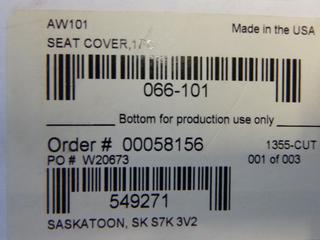 AW101
Made in the USA
SEAT COVER,17"
066-101
Bottom for production use only
Order # 00058156
1355-CUT
PO # W20673
001 of 003
549271
SASKATOON, SK S7K 3V2